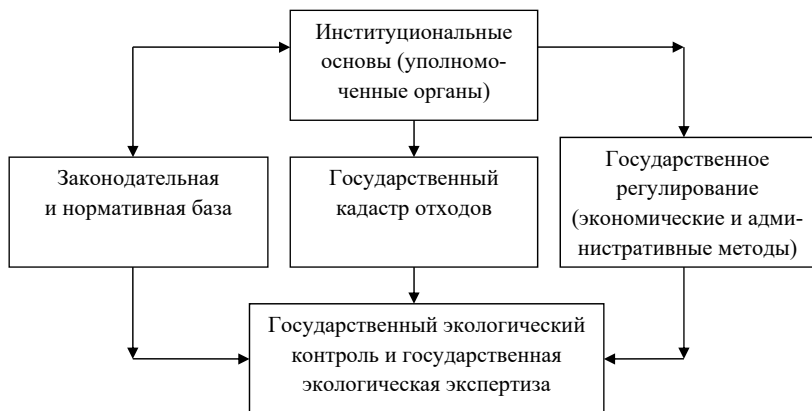 Институциональные
основы (уполномо-
ченные органы)
Законодательная
и нормативная база
Государственный
кадастр отходов
Государственное
регулирование
(экономические и адми-
нистративные методы)
Государственный экологический
контроль и государственная
экологическая экспертиза